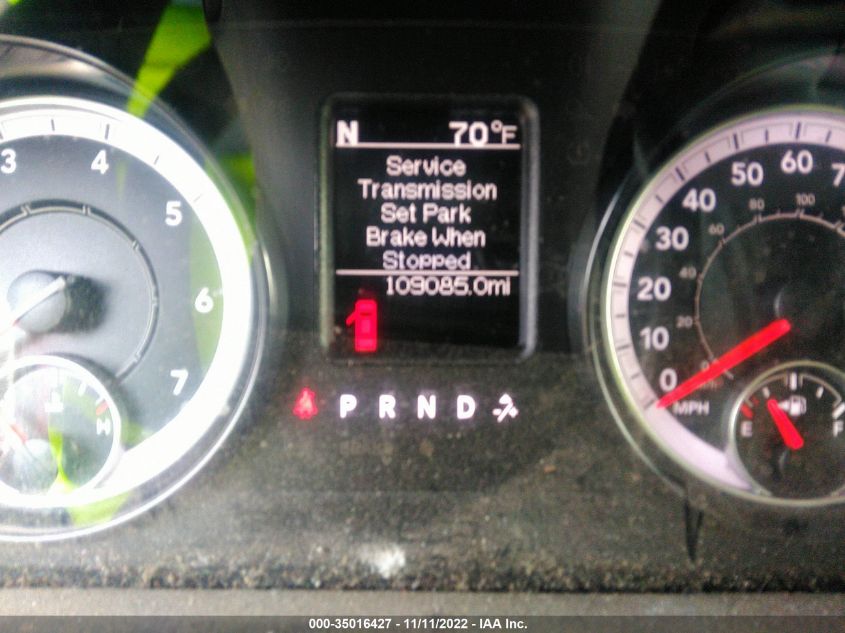 N 70°F
Service
Transmission
Set Park
Brake When
Stopped
109085.0mi
P R N D
3 4 5 6 7
H
0 10 20 30 40 50 60
0 20 40 60 80 100
MPH
E F
000-35016427 - 11/11/2022 - IAA Inc.